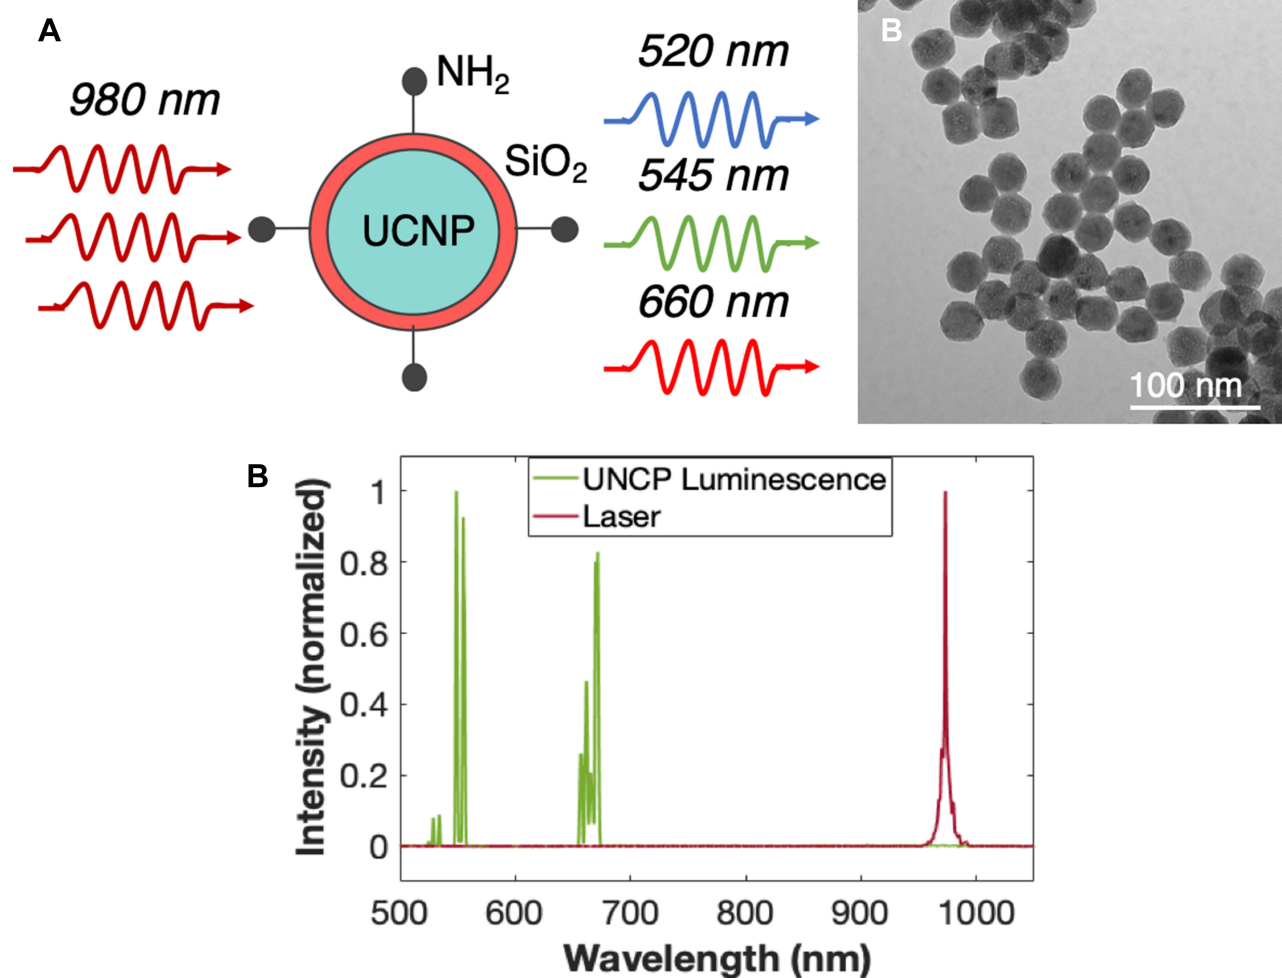 A
980 nm
NH2
SiO2
UCNP
520 nm
545 nm
660 nm
B
100 nm
B
UNCP Luminescence
Laser
Intensity (normalized)
1
0.8
0.6
0.4
0.2
0
500 600 700 800 900 1000
Wavelength (nm)